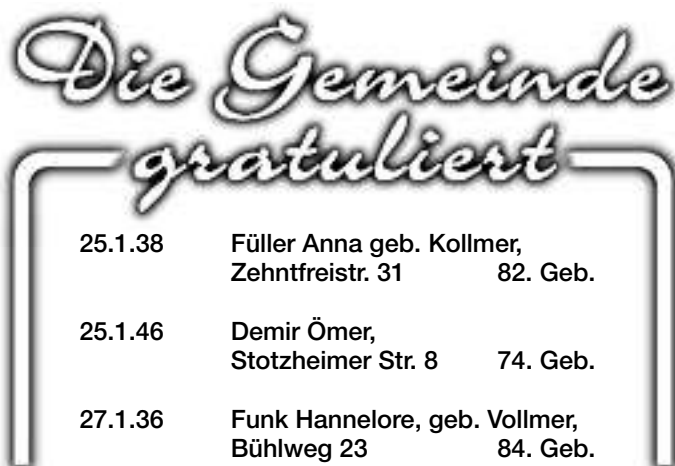 Die Gemeinde
gratuliert
25.1.38 Füller Anna geb. Kollmer,
Zehntfreistr. 31 82. Geb.
25.1.46 Demir Ömer,
Stotzheimer Str. 8 74. Geb.
27.1.36 Funk Hannelore, geb. Vollmer,
Bühlweg 23 84. Geb.